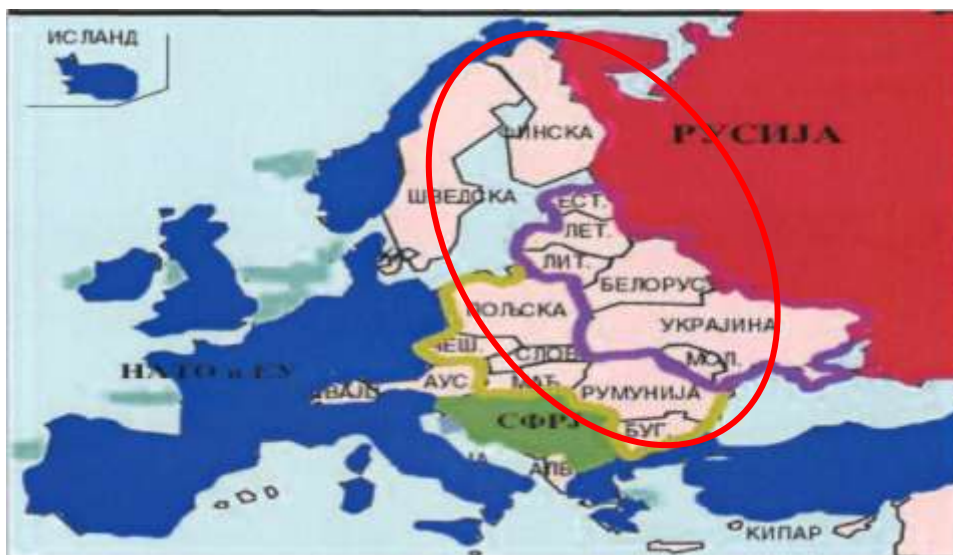 ИСЛАНД
РУСИЈА
ФИНСКА
ШВЕДСКА
ЕСТ.
ЛЕТ.
ЛИТ.
БЕЛОРУС.
ПОЉСКА
УКРАЈИНА
ЧЕШ.
СЛОВ.
МОЛ.
НАТО и ЕУ
АУС.
МАЂ.
РУМУНИЈА
СФРЈ
БУГ.
АЛБ.
КИПАР